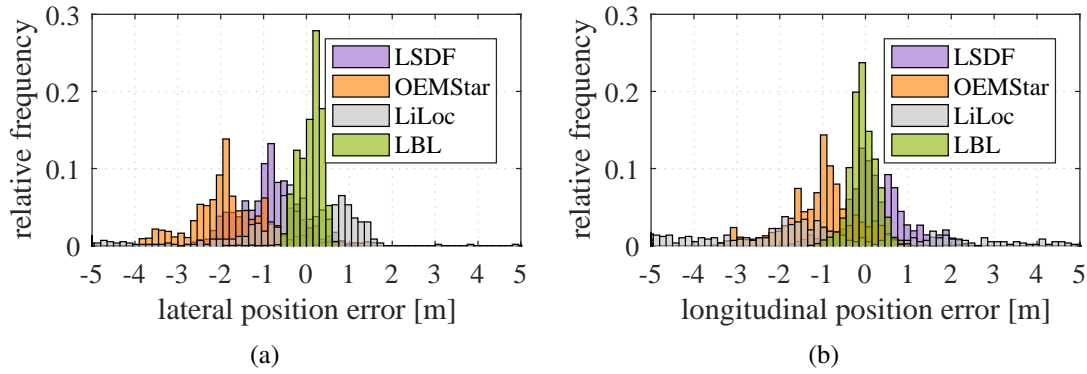 0.3
0.2
0.1
0
relative frequency
LSDF
OEMStar
LiLoc
LBL
-5 -4 -3 -2 -1 0 1 2 3 4 5
lateral position error [m]
(a)
0.3
0.2
0.1
0
relative frequency
LSDF
OEMStar
LiLoc
LBL
-5 -4 -3 -2 -1 0 1 2 3 4 5
longitudinal position error [m]
(b)